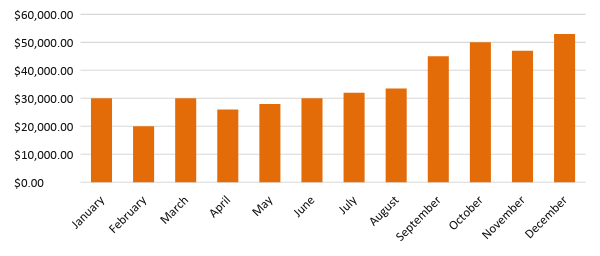 $60,000.00
$50,000.00
$40,000.00
$30,000.00
$20,000.00
$10,000.00
$0.00
January
February
March
April
May
June
July
August
September
October
November
December